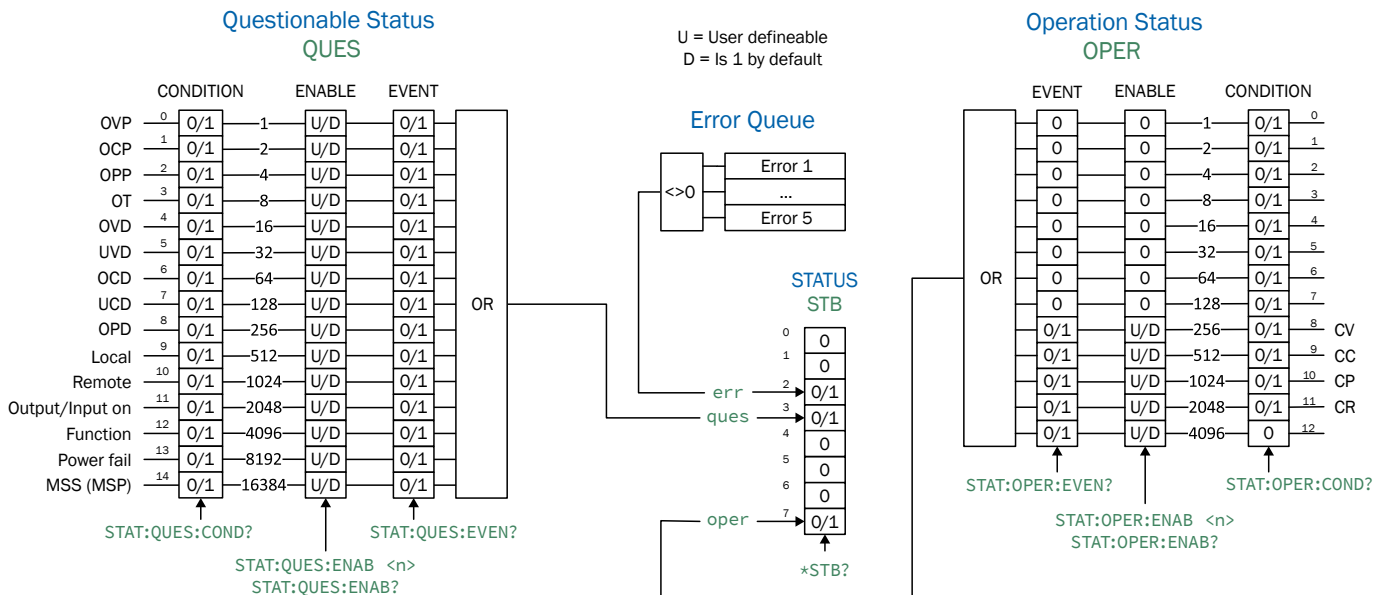 Questionable Status
QUES
CONDITION ENABLE EVENT
OVP 0 0/1 1 U/D 0/1
OCP 1 0/1 2 U/D 0/1
OPP 2 0/1 4 U/D 0/1
OT 3 0/1 8 U/D 0/1
OVD 4 0/1 16 U/D 0/1
UVD 5 0/1 32 U/D 0/1
OCD 6 0/1 64 U/D 0/1
UCD 7 0/1 128 U/D 0/1
OPD 8 0/1 256 U/D 0/1
Local 9 0/1 512 U/D 0/1
Remote 10 0/1 1024 U/D 0/1
Output/Input on 11 0/1 2048 U/D 0/1
Function 12 0/1 4096 U/D 0/1
Power fail 13 0/1 8192 U/D 0/1
MSS (MSP) 14 0/1 16384 U/D 0/1
OR
STAT:QUES:COND? STAT:QUES:EVEN?
STAT:QUES:ENAB <n>
STAT:QUES:ENAB?
U = User defineable
D = Is 1 by default
Error Queue
<>0
Error 1
...
Error 5
STATUS
STB
0 0
1 0
err 2 0/1
ques 3 0/1
4 0
5 0
6 0
oper 7 0/1
*STB?
Operation Status
OPER
EVENT ENABLE CONDITION
OR
0 0 1 0/1 0
0 0 2 0/1 1
0 0 4 0/1 2
0 0 8 0/1 3
0 0 16 0/1 4
0 0 32 0/1 5
0 0 64 0/1 6
0 0 128 0/1 7
0/1 U/D 256 0/1 8 CV
0/1 U/D 512 0/1 9 CC
0/1 U/D 1024 0/1 10 CP
0/1 U/D 2048 0/1 11 CR
0/1 U/D 4096 0 12
STAT:OPER:EVEN? STAT:OPER:COND?
STAT:OPER:ENAB <n>
STAT:OPER:ENAB?